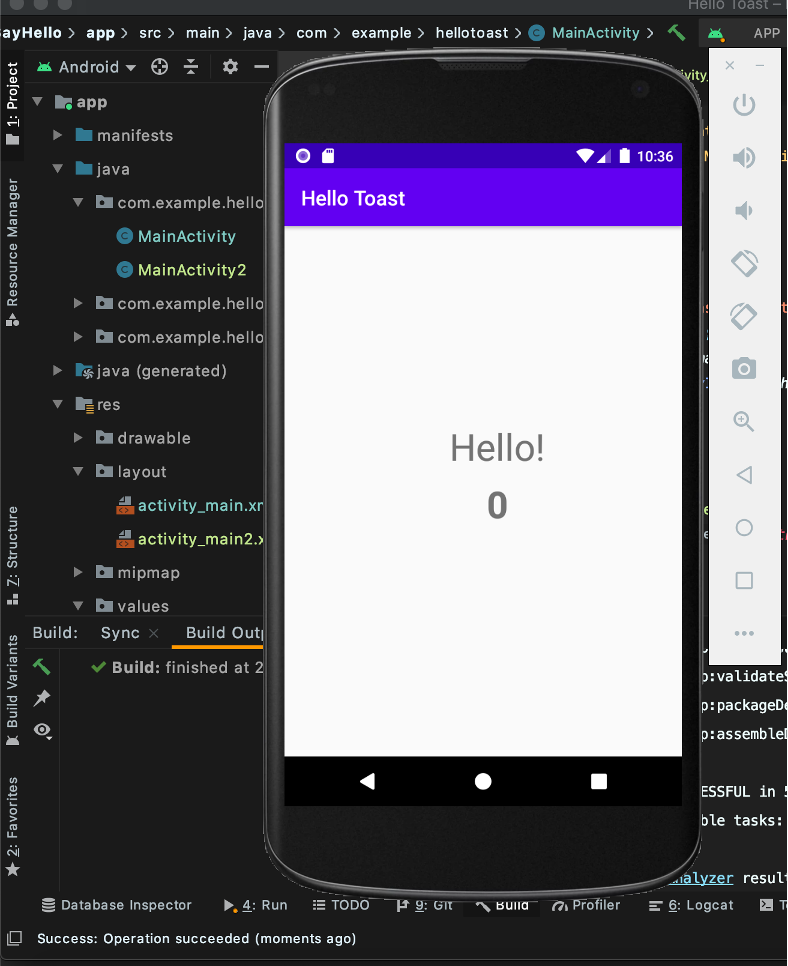 Hello Toast –
SayHello › app › src › main › java › com › example › hellotoast › MainActivity › APP
1: Project
Android
app
manifests
java
com.example.hello
MainActivity
MainActivity2
com.example.hello
com.example.hello
java (generated)
res
drawable
layout
activity_main.xm
activity_main2.x
mipmap
values
Resource Manager
Z: Structure
Build Variants
2: Favorites
10:36
Hello Toast
Hello!
0
Build: Sync × Build Outp
Build: finished at 2
p:validateS
p:packageDe
p:assembleD
ESSFUL in 5
ble tasks:
nalyzer result
Database Inspector 4: Run TODO 9: Git Build Profiler 6: Logcat
Success: Operation succeeded (moments ago)